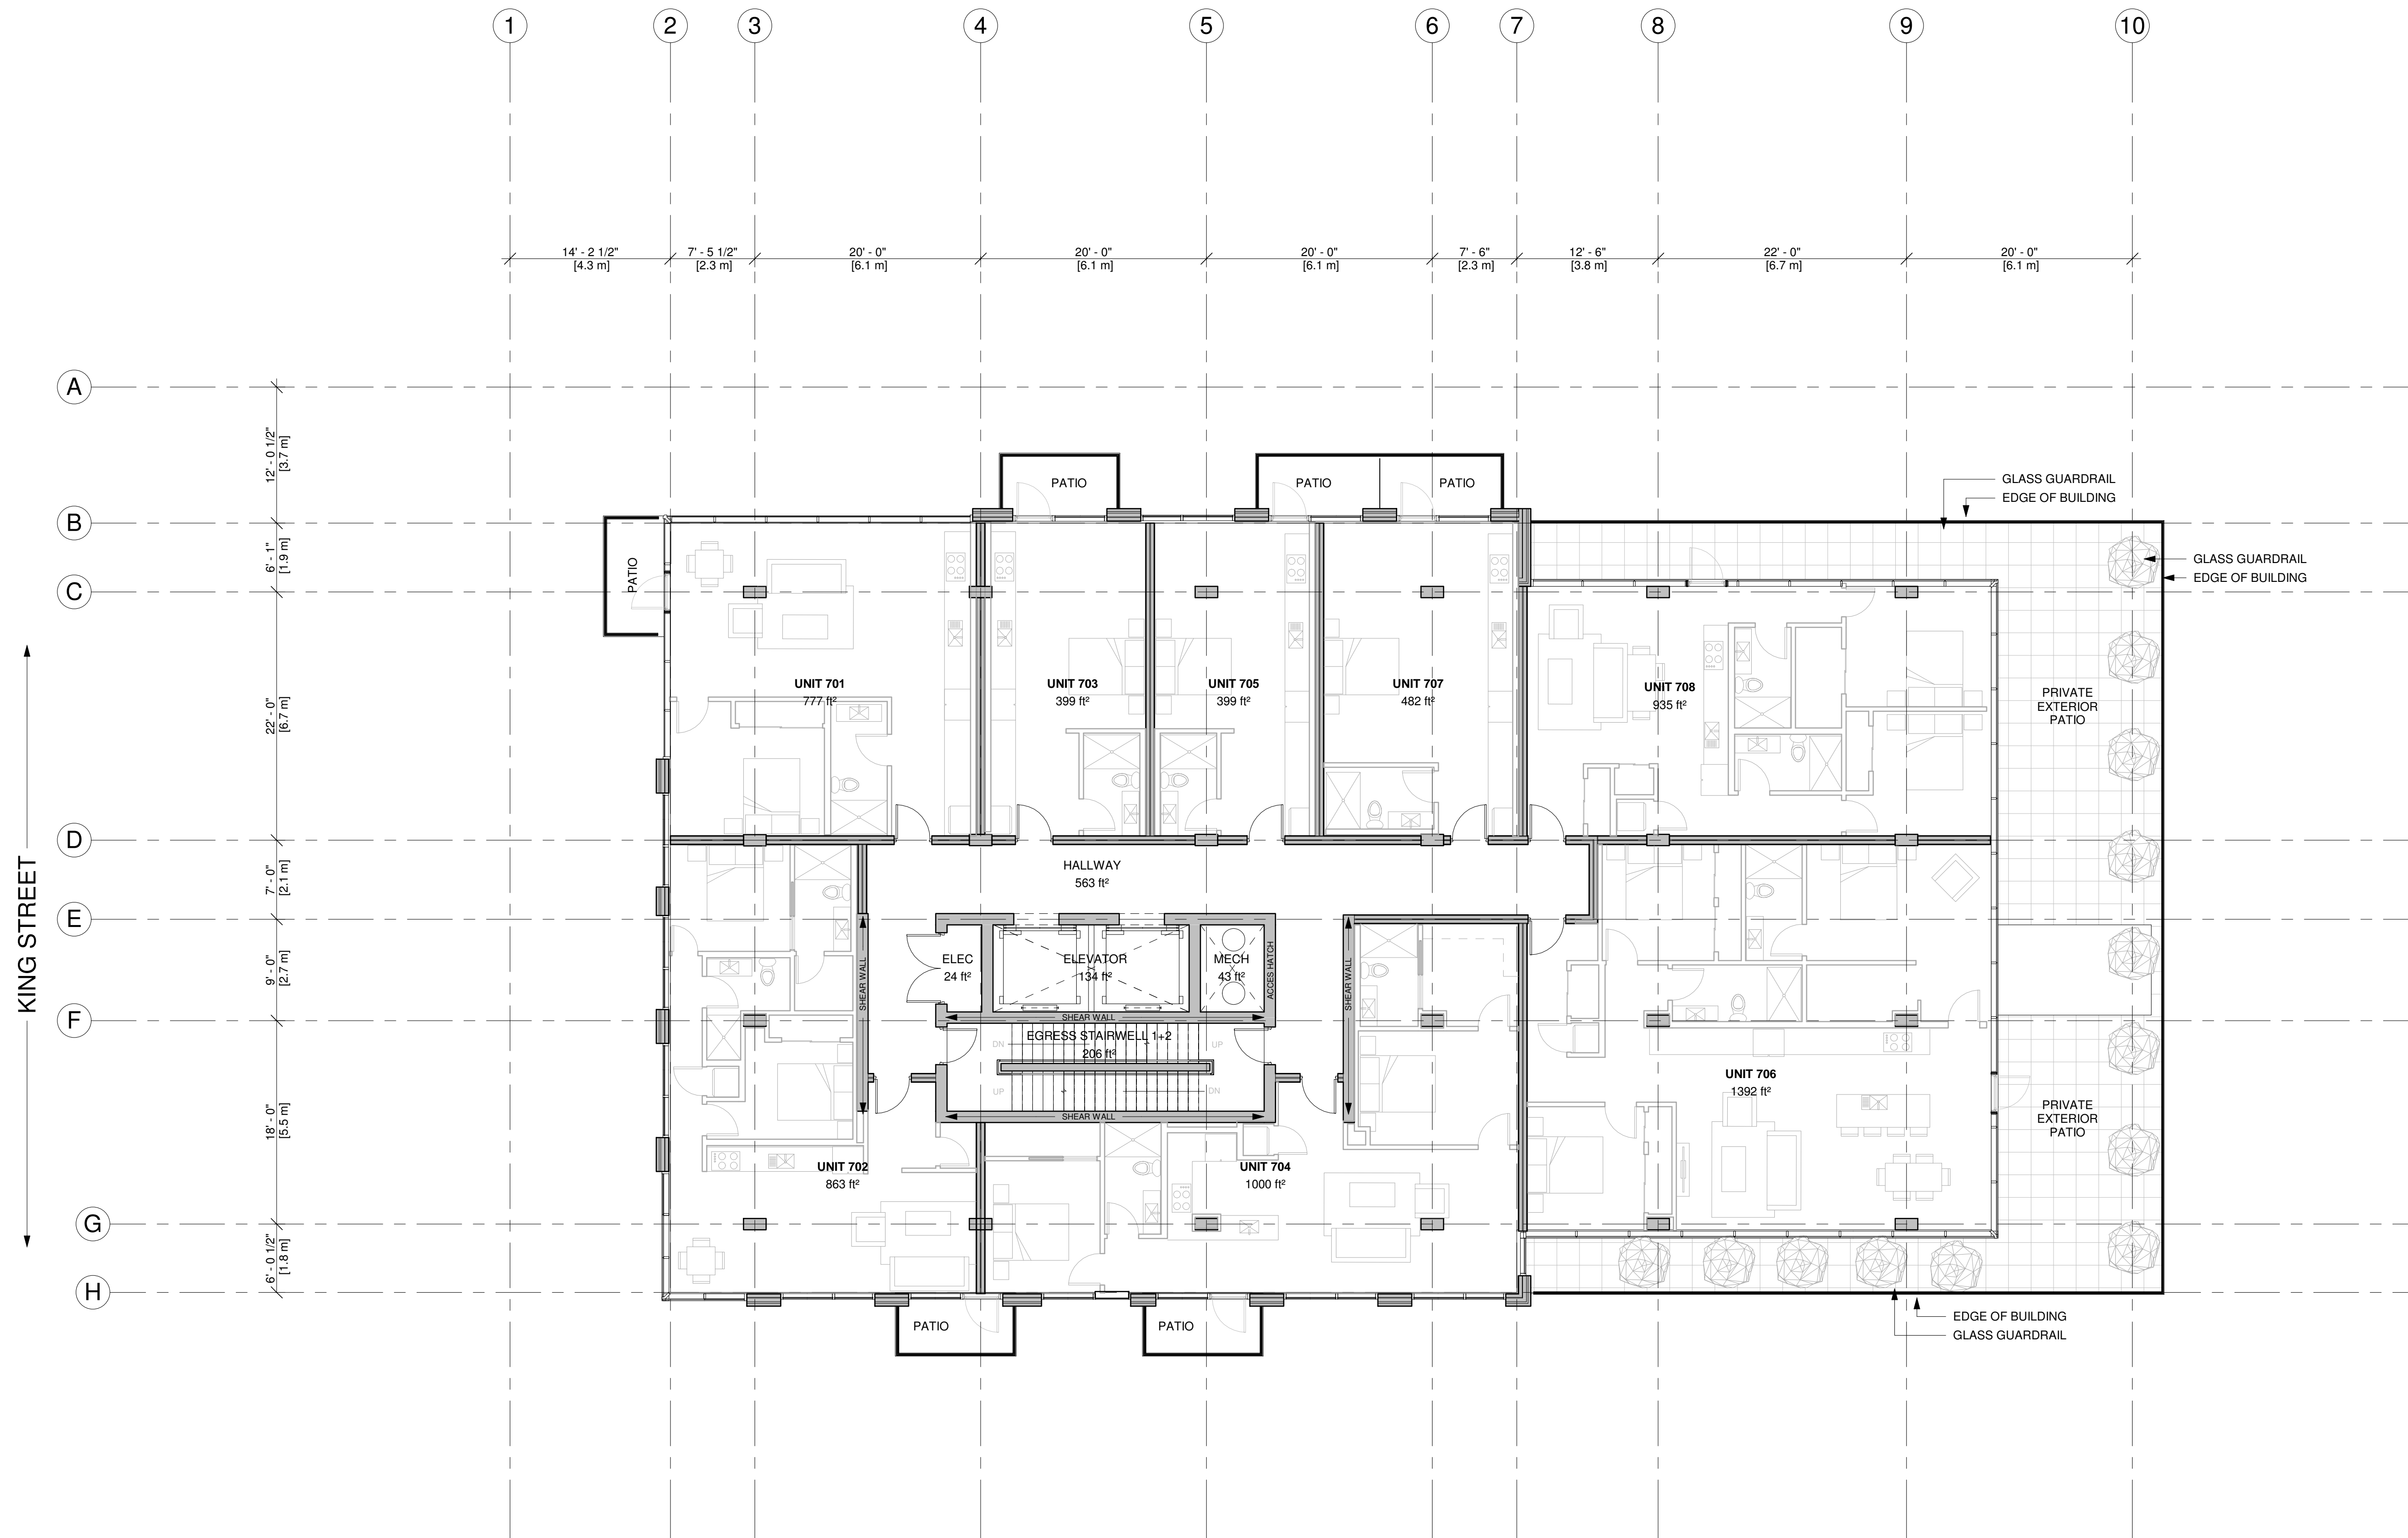 1
2
3
4
5
6
7
8
9
10
14' - 2 1/2"
[4.3 m]
7' - 5 1/2"
[2.3 m]
20' - 0"
[6.1 m]
20' - 0"
[6.1 m]
20' - 0"
[6.1 m]
7' - 6"
[2.3 m]
12' - 6"
[3.8 m]
22' - 0"
[6.7 m]
20' - 0"
[6.1 m]
A
B
C
D
E
F
G
H
12' - 0 1/2"
[3.7 m]
6' - 1"
[1.9 m]
22' - 0"
[6.7 m]
7' - 0"
[2.1 m]
9' - 0"
[2.7 m]
18' - 0"
[5.5 m]
6' - 0 1/2"
[1.8 m]
KING STREET
PATIO
PATIO
PATIO
PATIO
GLASS GUARDRAIL
EDGE OF BUILDING
GLASS GUARDRAIL
EDGE OF BUILDING
UNIT 701
777 ft²
UNIT 703
399 ft²
UNIT 705
399 ft²
UNIT 707
482 ft²
UNIT 708
935 ft²
PRIVATE
EXTERIOR
PATIO
HALLWAY
563 ft²
ELEC
24 ft²
ELEVATOR
134 ft²
MECH
43 ft²
ACCES HATCH
SHEAR WALL
SHEAR WALL
SHEAR WALL
EGRESS STAIRWELL 1+2
206 ft²
DN
UP
UP
DN
SHEAR WALL
UNIT 702
863 ft²
UNIT 704
1000 ft²
UNIT 706
1392 ft²
PRIVATE
EXTERIOR
PATIO
PATIO
PATIO
EDGE OF BUILDING
GLASS GUARDRAIL